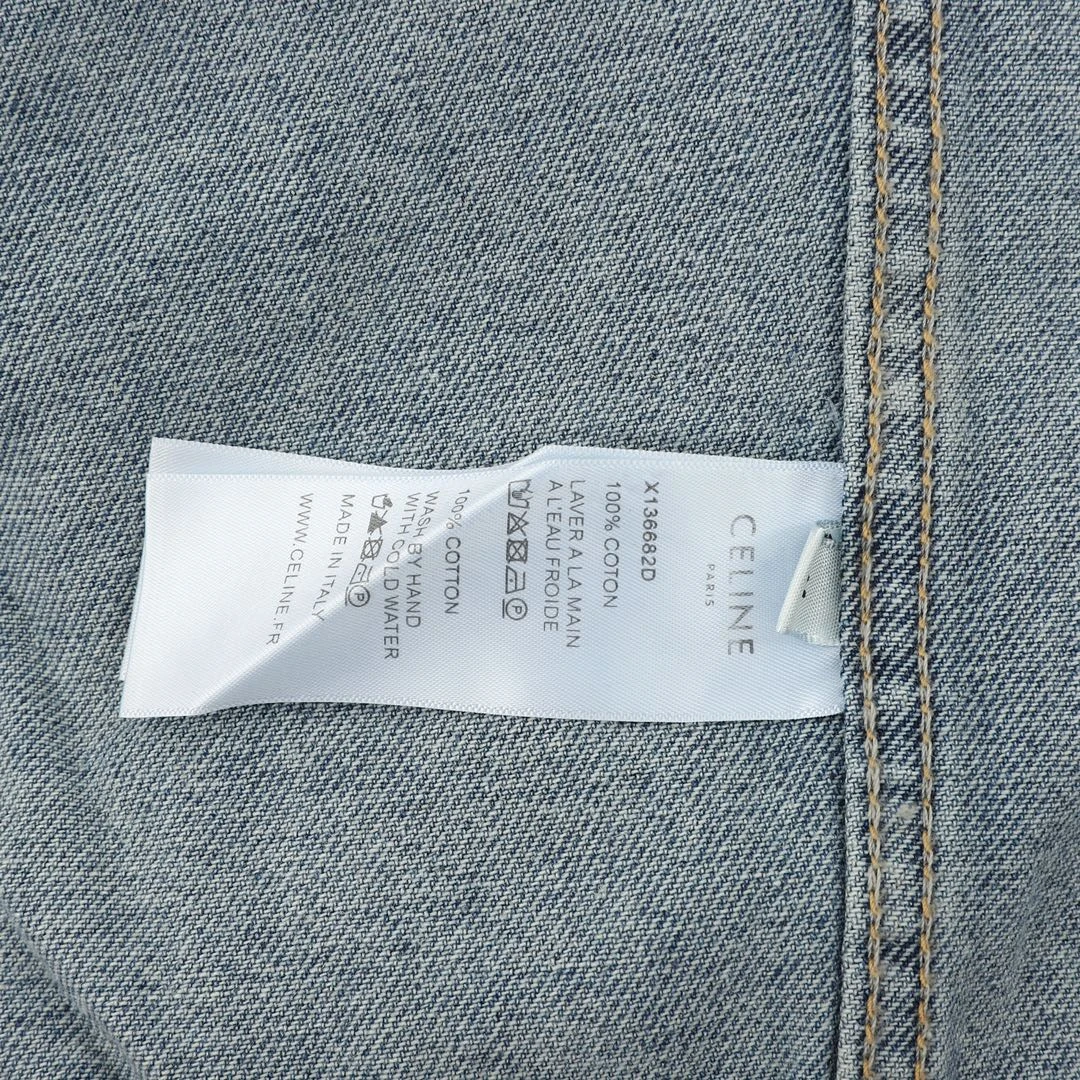 CELINE
PARIS
X136682D
100% COTON
LAVER A LA MAIN
A L'EAU FROIDE
P
100% COTTON
WASH BY HAND
WITH COLD WATER
P
MADE IN ITALY
WWW.CELINE.FR